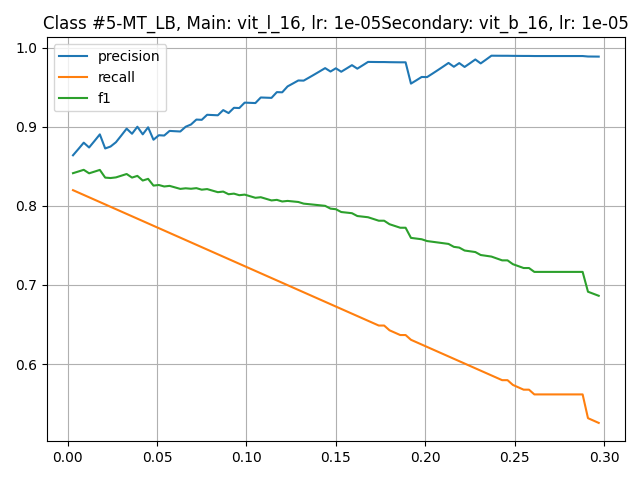 Class #5-MT_LB, Main: vit_l_16, lr: 1e-05Secondary: vit_b_16, lr: 1e-05
precision
recall
f1
1.0
0.9
0.8
0.7
0.6
0.00 0.05 0.10 0.15 0.20 0.25 0.30